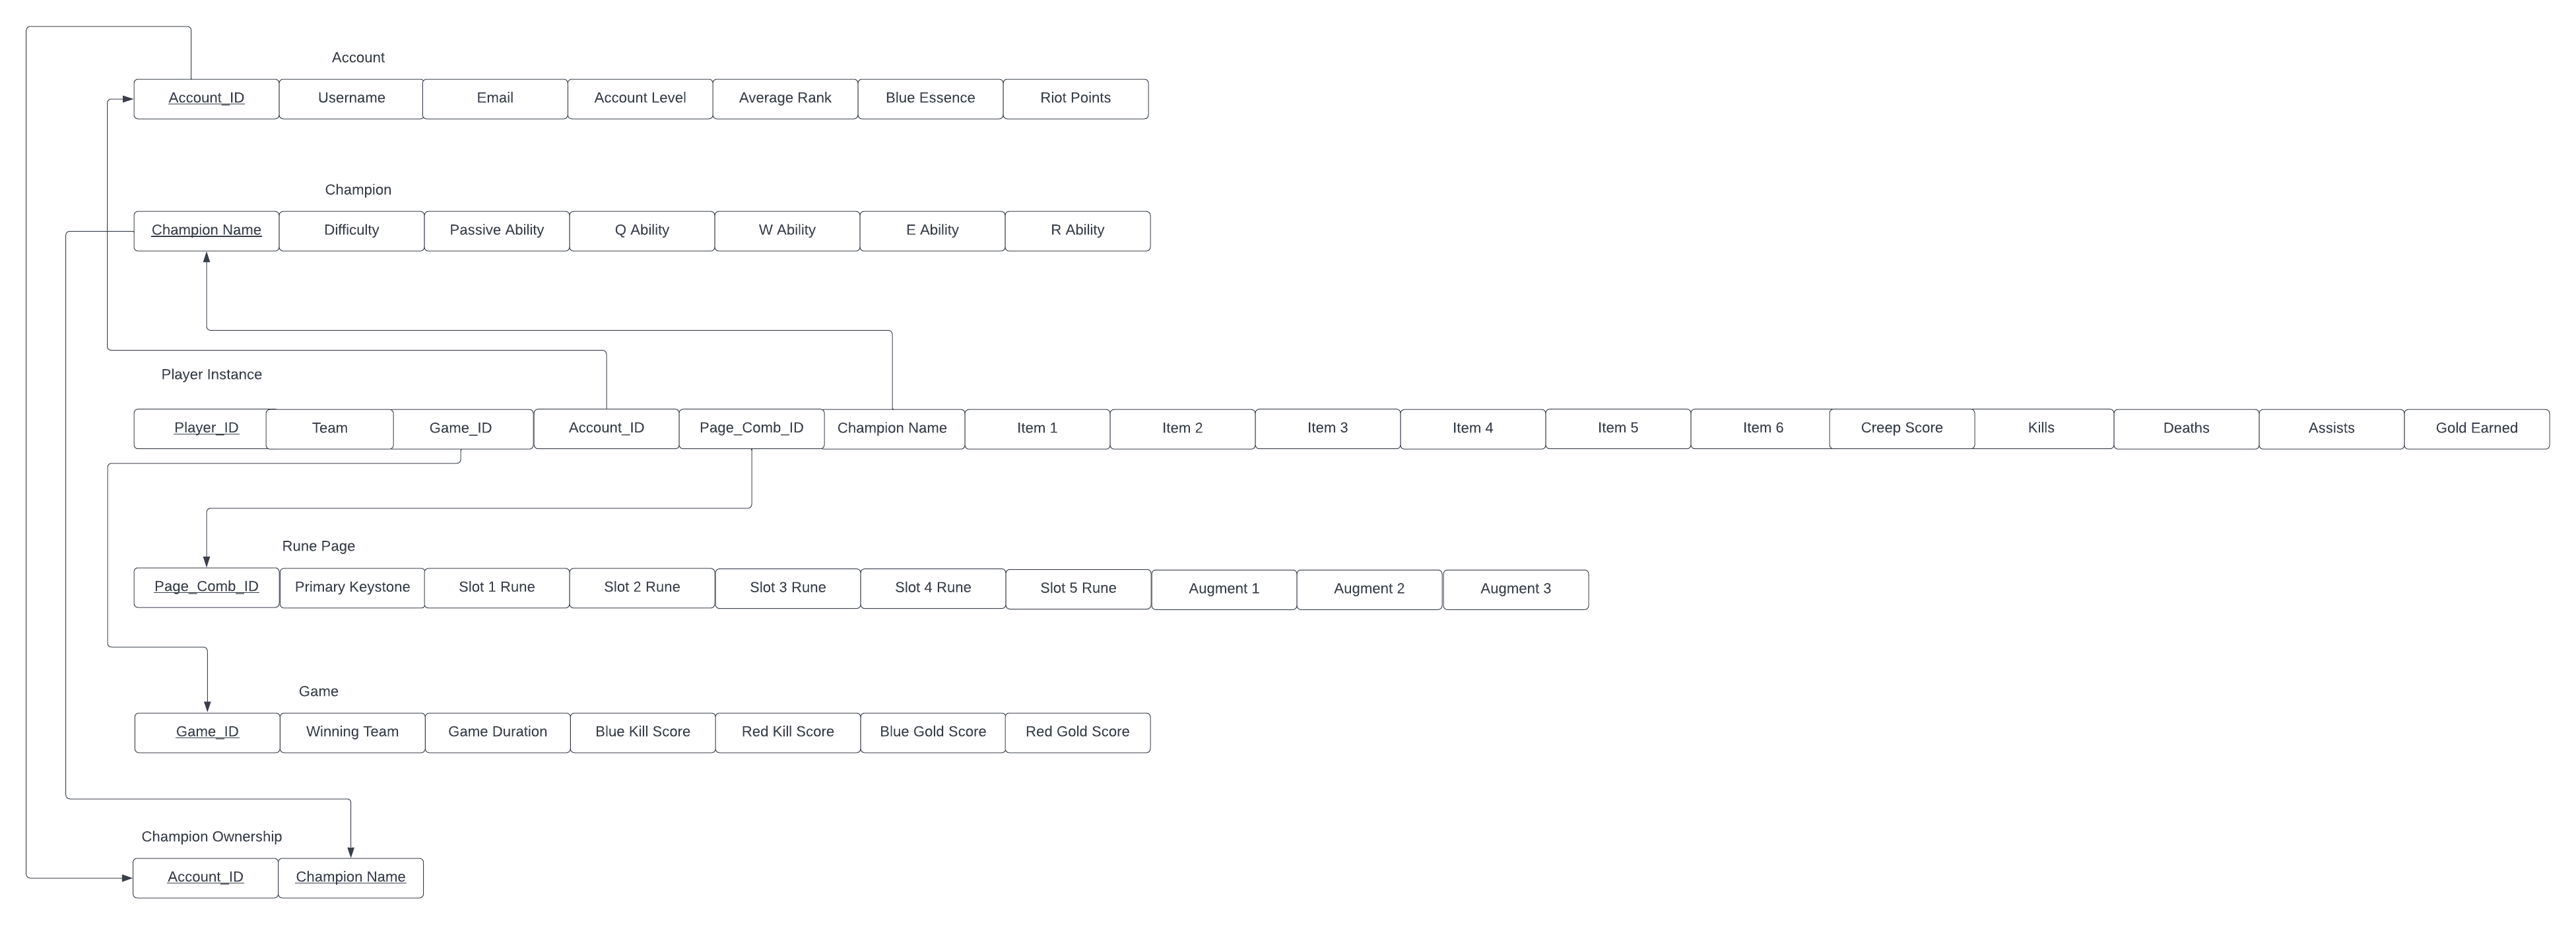 Account
Account_ID Username Email Account Level Average Rank Blue Essence Riot Points
Champion
Champion Name Difficulty Passive Ability Q Ability W Ability E Ability R Ability
Player Instance
Player_ID Team Game_ID Account_ID Page_Comb_ID Champion Name Item 1 Item 2 Item 3 Item 4 Item 5 Item 6 Creep Score Kills Deaths Assists Gold Earned
Rune Page
Page_Comb_ID Primary Keystone Slot 1 Rune Slot 2 Rune Slot 3 Rune Slot 4 Rune Slot 5 Rune Augment 1 Augment 2 Augment 3
Game
Game_ID Winning Team Game Duration Blue Kill Score Red Kill Score Blue Gold Score Red Gold Score
Champion Ownership
Account_ID Champion Name